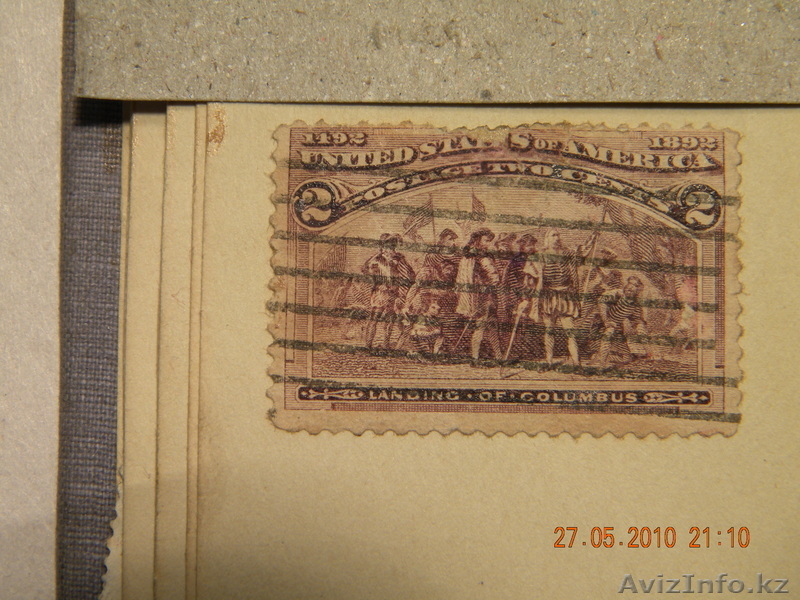 1492 1892
UNITED STATES OF AMERICA
POSTAGE TWO CENTS
2 2
LANDING · OF · COLUMBUS
27.05.2010 21:10
AvizInfo.kz